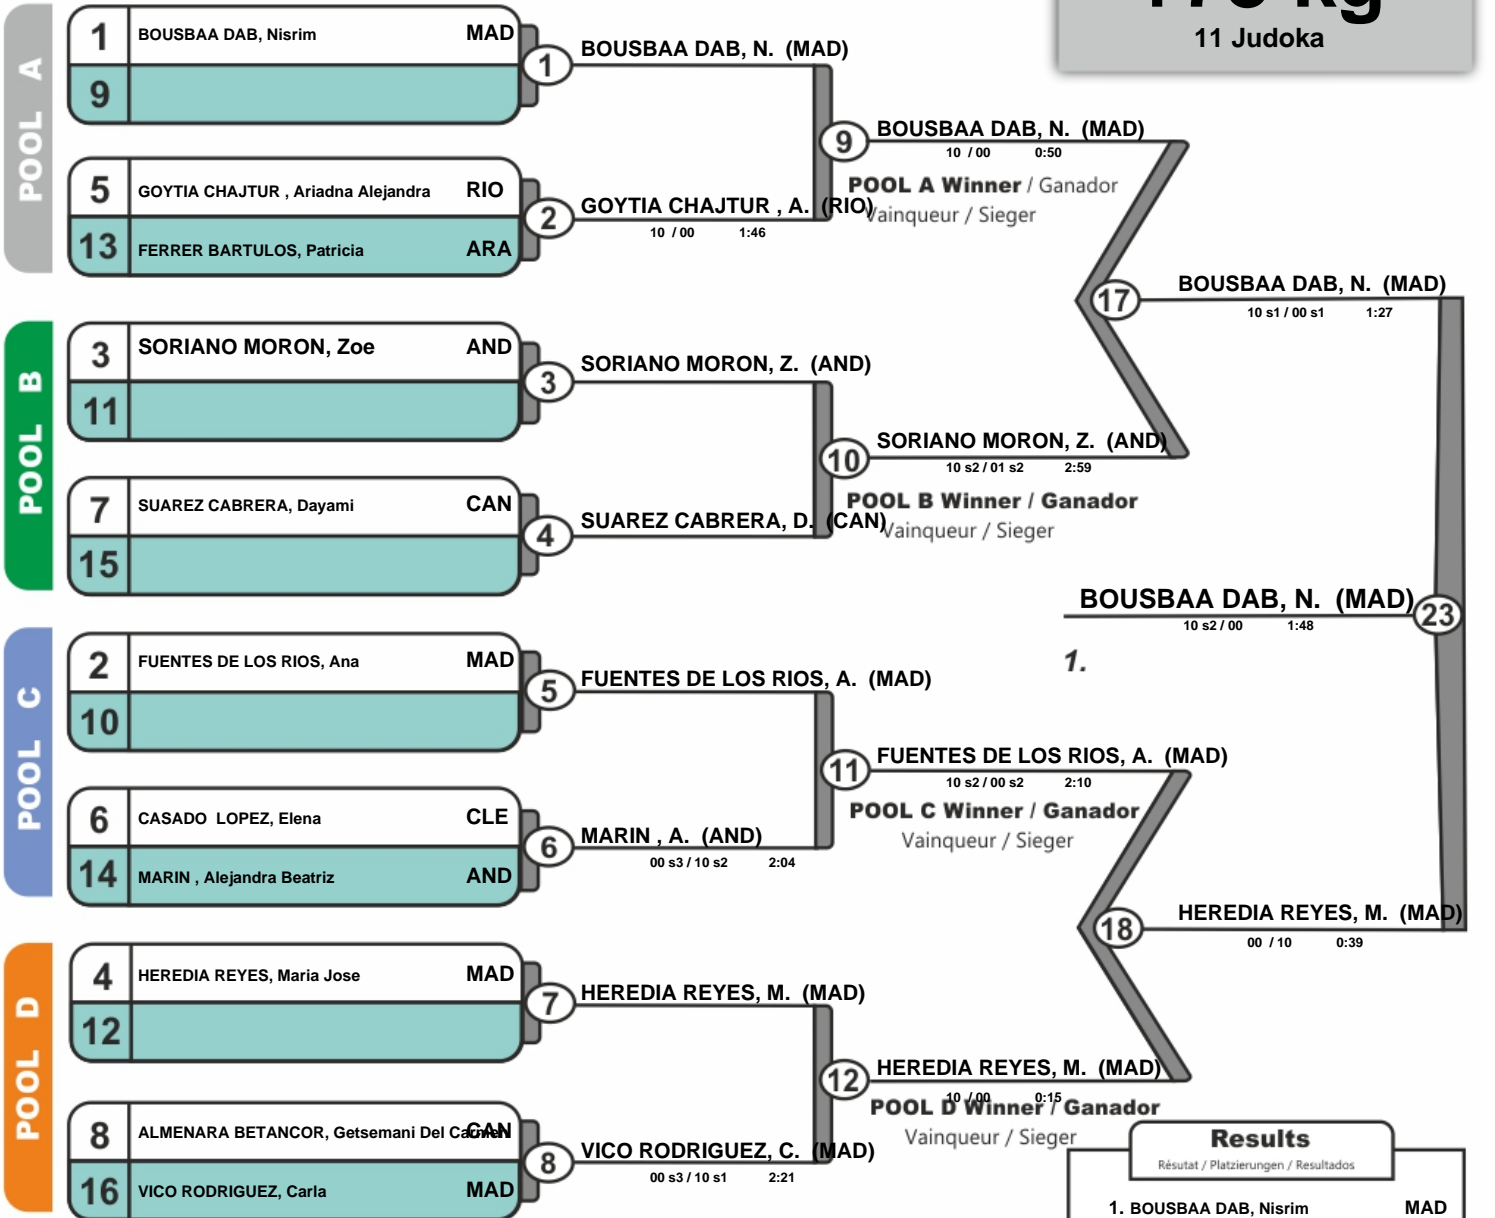 11 Judoka
POOL A
1 BOUSBAA DAB, Nisrim MAD
9
5 GOYTIA CHAJTUR , Ariadna Alejandra RIO
13 FERRER BARTULOS, Patricia ARA
1 BOUSBAA DAB, N. (MAD)
2 GOYTIA CHAJTUR , A. (RIO)
10 / 00 1:46
9 BOUSBAA DAB, N. (MAD)
10 / 00 0:50
POOL A Winner / Ganador
Vainqueur / Sieger
POOL B
3 SORIANO MORON, Zoe AND
11
7 SUAREZ CABRERA, Dayami CAN
15
3 SORIANO MORON, Z. (AND)
4 SUAREZ CABRERA, D. (CAN)
10 SORIANO MORON, Z. (AND)
10 s2 / 01 s2 2:59
POOL B Winner / Ganador
Vainqueur / Sieger
17 BOUSBAA DAB, N. (MAD)
10 s1 / 00 s1 1:27
BOUSBAA DAB, N. (MAD) 23
10 s2 / 00 1:48
1.
POOL C
2 FUENTES DE LOS RIOS, Ana MAD
10
6 CASADO LOPEZ, Elena CLE
14 MARIN , Alejandra Beatriz AND
5 FUENTES DE LOS RIOS, A. (MAD)
6 MARIN , A. (AND)
00 s3 / 10 s2 2:04
11 FUENTES DE LOS RIOS, A. (MAD)
10 s2 / 00 s2 2:10
POOL C Winner / Ganador
Vainqueur / Sieger
18 HEREDIA REYES, M. (MAD)
00 / 10 0:39
POOL D
4 HEREDIA REYES, Maria Jose MAD
12
8 ALMENARA BETANCOR, Getsemani Del Carmen CAN
16 VICO RODRIGUEZ, Carla MAD
7 HEREDIA REYES, M. (MAD)
8 VICO RODRIGUEZ, C. (MAD)
00 s3 / 10 s1 2:21
12 HEREDIA REYES, M. (MAD)
10 / 00 0:15
POOL D Winner / Ganador
Vainqueur / Sieger
Results
Résutat / Platzierungen / Resultados
1. BOUSBAA DAB, Nisrim MAD